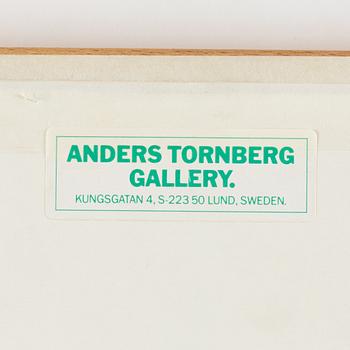 ANDERS TORNBERG
GALLERY.
KUNGSGATAN 4, S-223 50 LUND, SWEDEN.